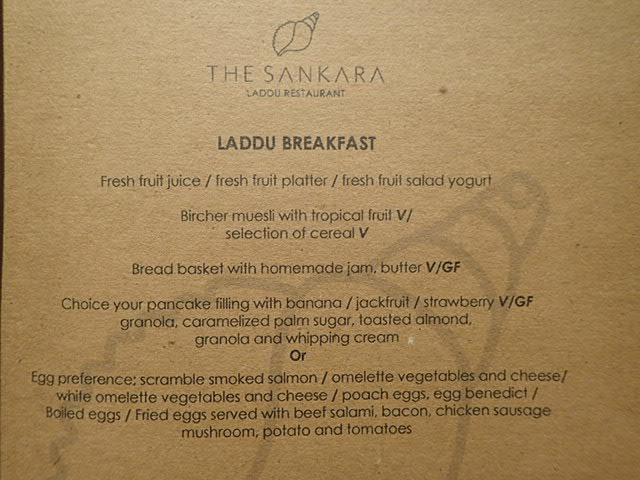 THE SANKARA
LADDU RESTAURANT
LADDU BREAKFAST
Fresh fruit juice / fresh fruit platter / fresh fruit salad yogurt
Bircher muesli with tropical fruit V/
selection of cereal V
Bread basket with homemade jam, butter V/GF
Choice your pancake filling with banana / jackfruit / strawberry V/GF
granola, caramelized palm sugar, toasted almond,
granola and whipping cream
Or
Egg preference; scramble smoked salmon / omelette vegetables and cheese/
white omelette vegetables and cheese / poach eggs, egg benedict /
Boiled eggs / Fried eggs served with beef salami, bacon, chicken sausage
mushroom, potato and tomatoes